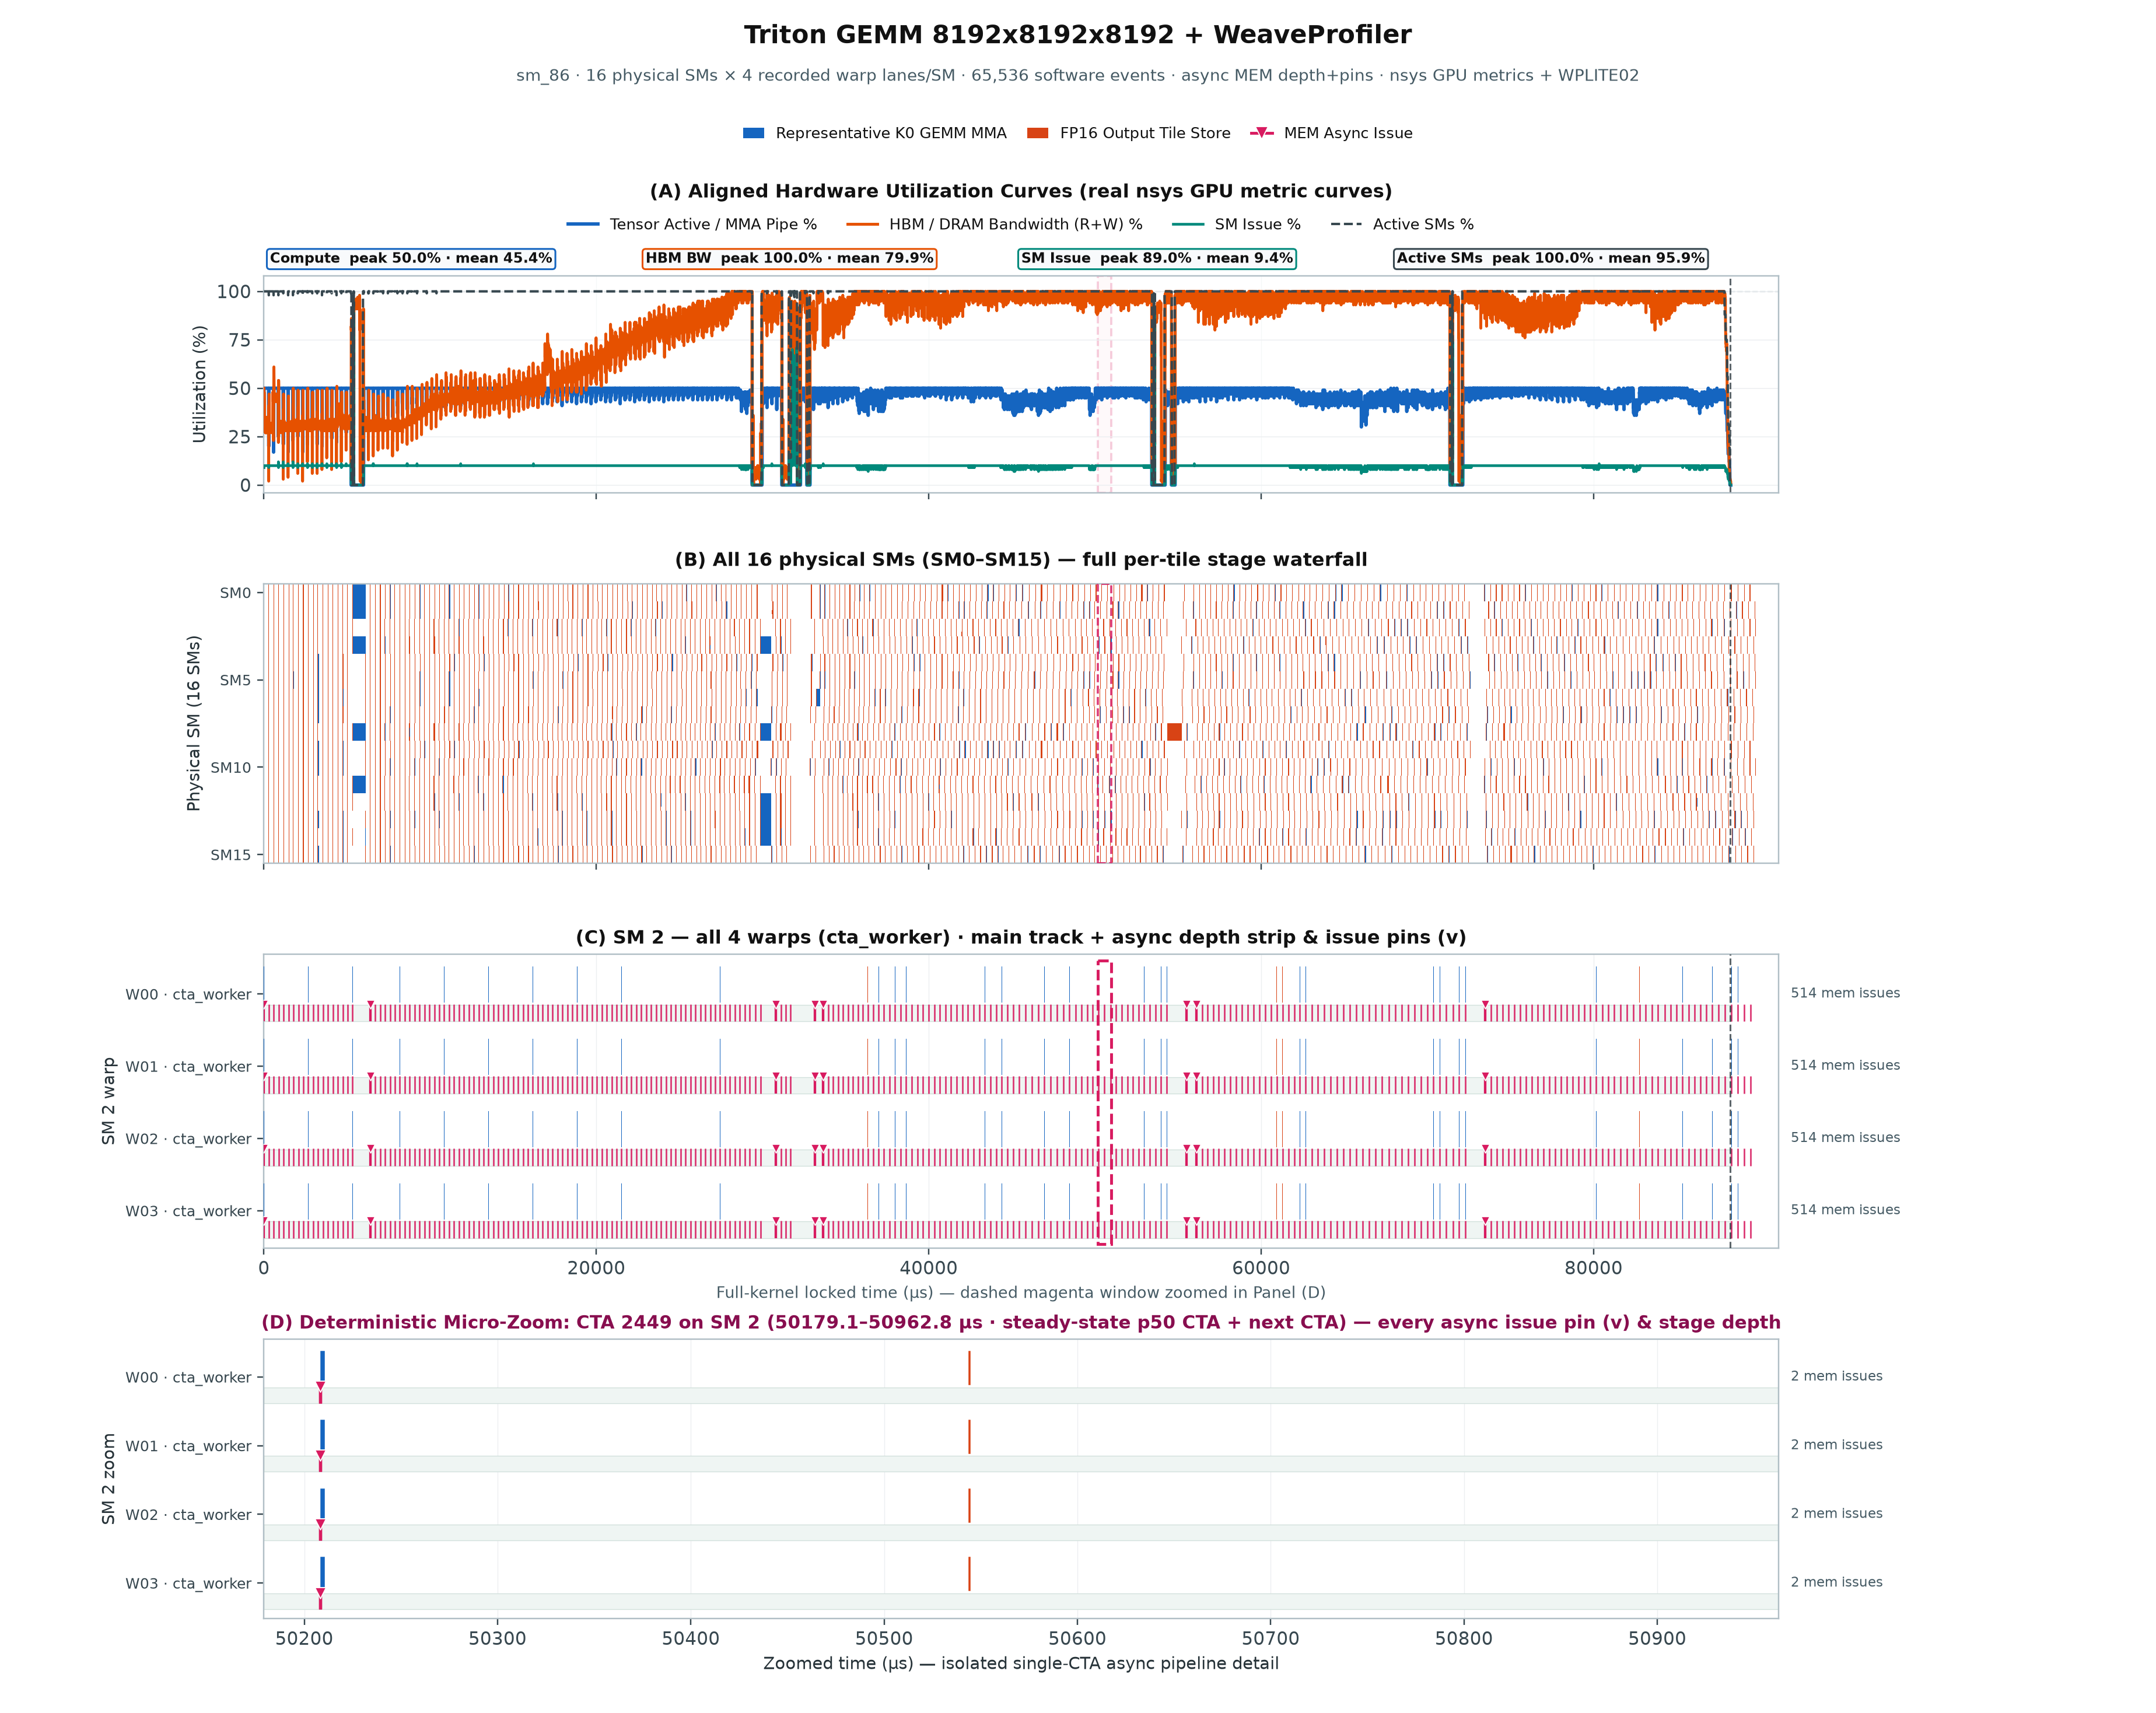 Triton GEMM 8192x8192x8192 + WeaveProfiler
sm_86 · 16 physical SMs × 4 recorded warp lanes/SM · 65,536 software events · async MEM depth+pins · nsys GPU metrics + WPLITE02
Representative K0 GEMM MMA FP16 Output Tile Store MEM Async Issue
(A) Aligned Hardware Utilization Curves (real nsys GPU metric curves)
Tensor Active / MMA Pipe % HBM / DRAM Bandwidth (R+W) % SM Issue % Active SMs %
Compute peak 50.0% · mean 45.4% HBM BW peak 100.0% · mean 79.9% SM Issue peak 89.0% · mean 9.4% Active SMs peak 100.0% · mean 95.9%
Utilization (%)
100
75
50
25
0
(B) All 16 physical SMs (SM0–SM15) — full per-tile stage waterfall
Physical SM (16 SMs)
SM0
SM5
SM10
SM15
(C) SM 2 — all 4 warps (cta_worker) · main track + async depth strip & issue pins (v)
SM 2 warp
W00 · cta_worker 514 mem issues
W01 · cta_worker 514 mem issues
W02 · cta_worker 514 mem issues
W03 · cta_worker 514 mem issues
0 20000 40000 60000 80000
Full-kernel locked time (µs) — dashed magenta window zoomed in Panel (D)
(D) Deterministic Micro-Zoom: CTA 2449 on SM 2 (50179.1–50962.8 µs · steady-state p50 CTA + next CTA) — every async issue pin (v) & stage depth
SM 2 zoom
W00 · cta_worker 2 mem issues
W01 · cta_worker 2 mem issues
W02 · cta_worker 2 mem issues
W03 · cta_worker 2 mem issues
50200 50300 50400 50500 50600 50700 50800 50900
Zoomed time (µs) — isolated single-CTA async pipeline detail